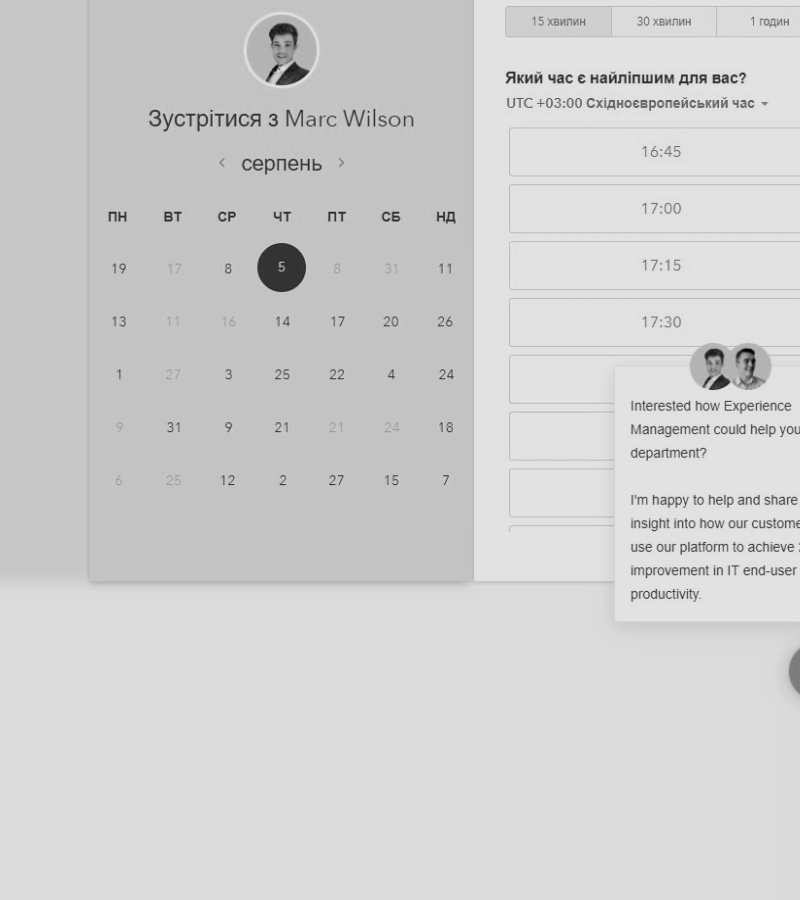 Зустрітися з Marc Wilson
серпень
ПН ВТ СР ЧТ ПТ СБ НД
19 17 8 5 8 31 11
13 11 16 14 17 20 26
1 27 3 25 22 4 24
9 31 9 21 21 24 18
6 25 12 2 27 15 7
15 хвилин 30 хвилин 1 годин
Який час є найліпшим для вас?
UTC +03:00 Східноєвропейський час
16:45
17:00
17:15
17:30
Interested how Experience
Management could help you
department?
I'm happy to help and share
insight into how our custome
use our platform to achieve
improvement in IT end-user
productivity.